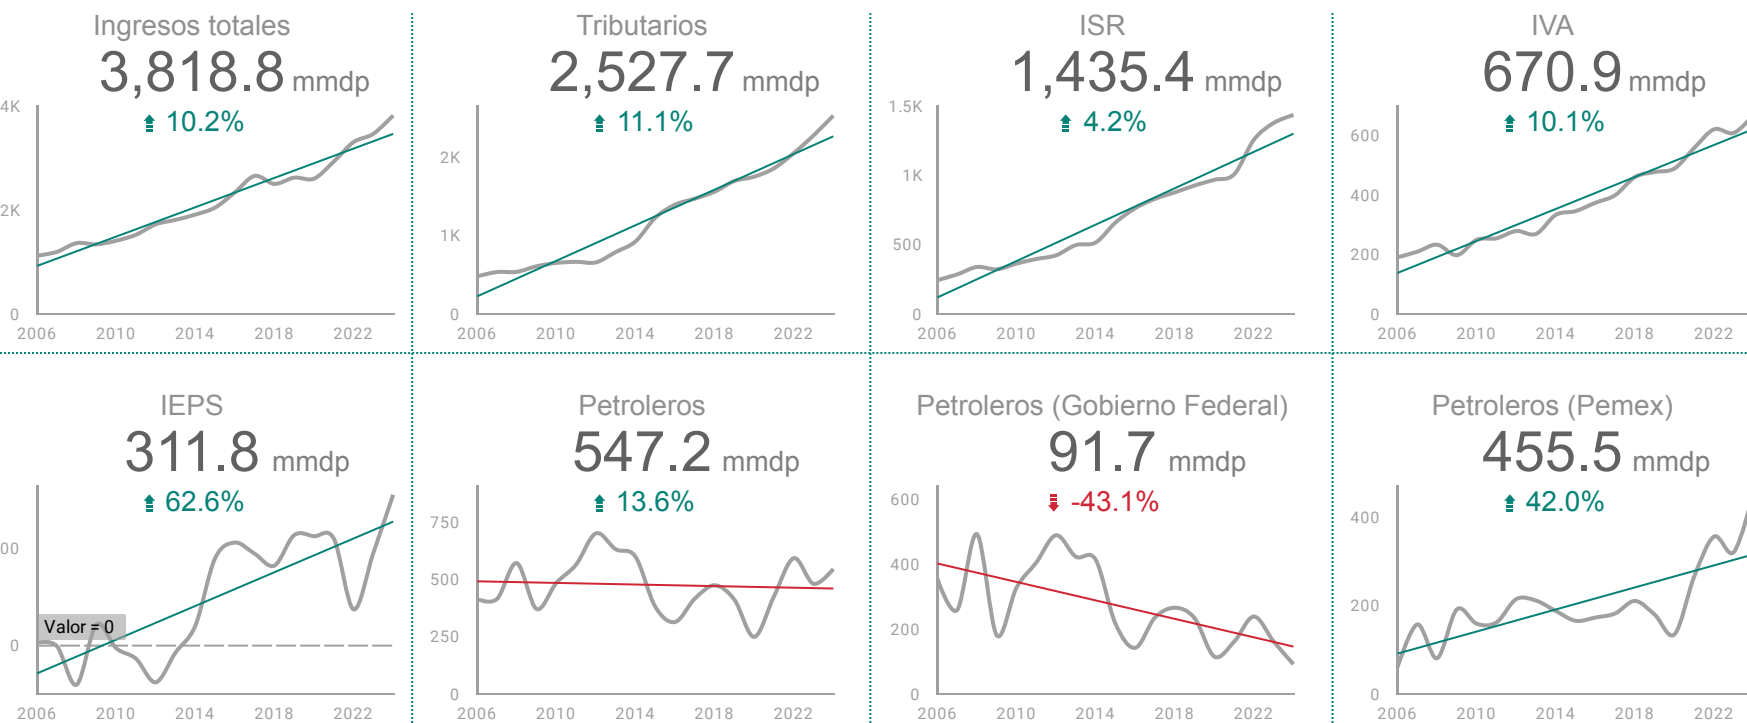 Ingresos totales
3,818.8 mmdp
10.2%
4K
2K
0
2006 2010 2014 2018 2022
Tributarios
2,527.7 mmdp
11.1%
2K
1K
0
2006 2010 2014 2018 2022
ISR
1,435.4 mmdp
4.2%
1.5K
1K
500
0
2006 2010 2014 2018 2022
IVA
670.9 mmdp
10.1%
600
400
200
0
2006 2010 2014 2018 2022
IEPS
311.8 mmdp
62.6%
00
Valor = 0
0
2006 2010 2014 2018 2022
Petroleros
547.2 mmdp
13.6%
750
500
250
0
2006 2010 2014 2018 2022
Petroleros (Gobierno Federal)
91.7 mmdp
-43.1%
600
400
200
0
2006 2010 2014 2018 2022
Petroleros (Pemex)
455.5 mmdp
42.0%
400
200
0
2006 2010 2014 2018 2022